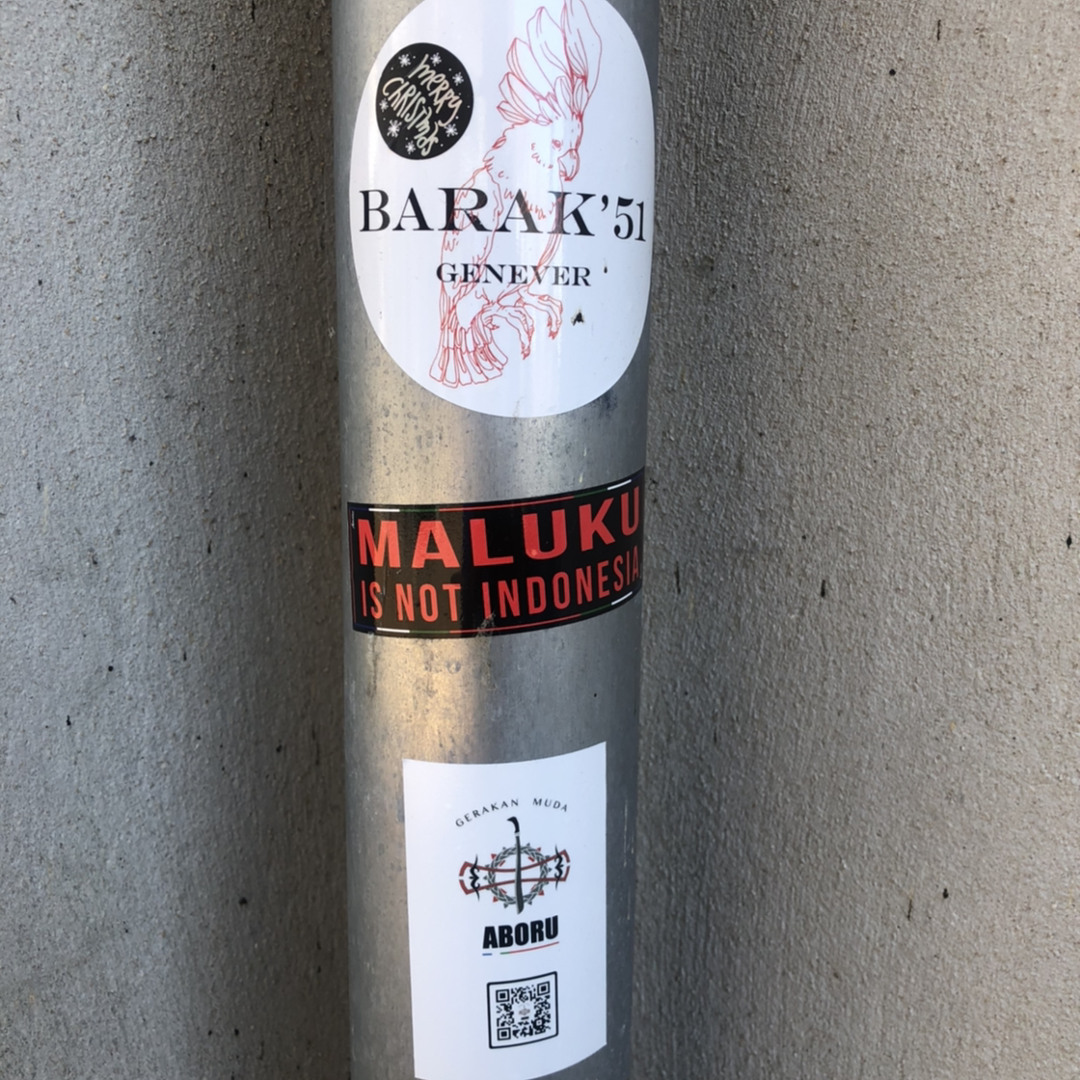 merry
CHRISTmas
BARAK’51
GENEVER
MALUKU
IS NOT INDONESIA
GERAKAN MUDA
ABORU